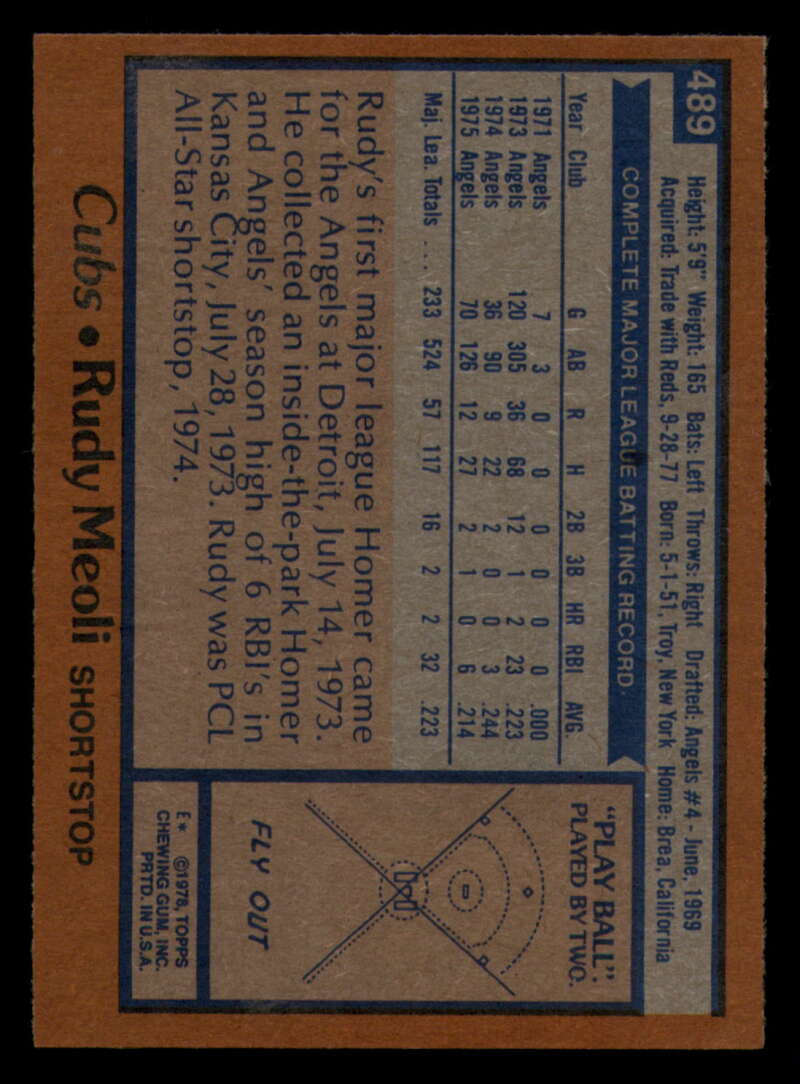 489
Height: 5'9" Weight: 165 Bats: Left Throws: Right Drafted: Angels #4 - June, 1969
Acquired: Trade with Reds, 9-28-77 Born: 5-1-51, Troy, New York Home: Brea, California
COMPLETE MAJOR LEAGUE BATTING RECORD.
Year Club G AB R H 2B 3B HR RBI AVG.
1971 Angels 7 3 0 0 0 0 0 0 .000
1973 Angels 120 305 36 68 12 1 2 23 .223
1974 Angels 36 90 9 22 2 0 0 3 .244
1975 Angels 70 126 12 27 2 1 0 6 .214
Maj. Lea. Totals ... 233 524 57 117 16 2 2 32 .223
Rudy's first major league Homer came
for the Angels at Detroit, July 14, 1973.
He collected an inside-the-park Homer
and Angels' season high of 6 RBI's in
Kansas City, July 28, 1973. Rudy was PCL
All-Star shortstop, 1974.
"PLAY BALL":
PLAYED BY TWO.
FLY OUT
E* ©1978, TOPPS
CHEWING GUM, INC.
PRTD. IN U.S.A.
Cubs • Rudy Meoli SHORTSTOP